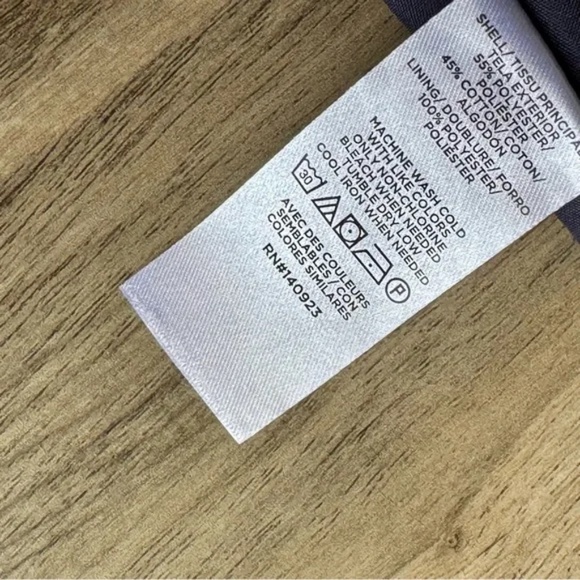 SHELL/ TISSU PRINCIPAL
TELA EXTERIOR
55% POLYESTER/
POLIESTER
45% COTTON/COTON/
ALGODON
LINING/ DOUBLURE/ FORRO
100% POLYESTER/
POLIESTER
MACHINE WASH COLD
WITH LIKE COLORS
ONLY NON-CHLORINE
BLEACH WHEN NEEDED
TUMBLE DRY LOW
COOL IRON WHEN NEEDED
30
P
AVEC DES COULEURS
SEMBLABLES / CON
COLORES SIMILARES
RN#140923